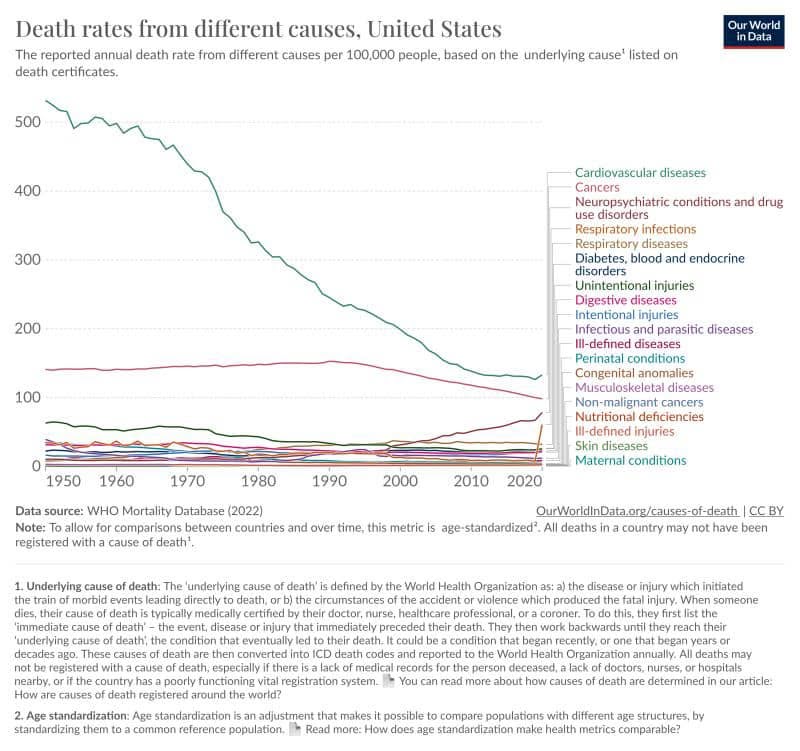 Death rates from different causes, United States
Our World
in Data
The reported annual death rate from different causes per 100,000 people, based on the underlying cause¹ listed on
death certificates.
500
400
300
200
100
0
1950
1960
1970
1980
1990
2000
2010
2020
Cardiovascular diseases
Cancers
Neuropsychiatric conditions and drug
use disorders
Respiratory infections
Respiratory diseases
Diabetes, blood and endocrine
disorders
Unintentional injuries
Digestive diseases
Intentional injuries
Infectious and parasitic diseases
Ill-defined diseases
Perinatal conditions
Congenital anomalies
Musculoskeletal diseases
Non-malignant cancers
Nutritional deficiencies
Ill-defined injuries
Skin diseases
Maternal conditions
Data source: WHO Mortality Database (2022)
OurWorldInData.org/causes-of-death | CC BY
Note: To allow for comparisons between countries and over time, this metric is age-standardized². All deaths in a country may not have been
registered with a cause of death¹.
1. Underlying cause of death: The 'underlying cause of death' is defined by the World Health Organization as: a) the disease or injury which initiated
the train of morbid events leading directly to death, or b) the circumstances of the accident or violence which produced the fatal injury. When someone
dies, their cause of death is typically medically certified by their doctor, nurse, healthcare professional, or a coroner. To do this, they first list the
'immediate cause of death' – the event, disease or injury that immediately preceded their death. They then work backwards until they reach their
'underlying cause of death', the condition that eventually led to their death. It could be a condition that began recently, or one that began years or
decades ago. These causes of death are then converted into ICD death codes and reported to the World Health Organization annually. All deaths may
not be registered with a cause of death, especially if there is a lack of medical records for the person deceased, a lack of doctors, nurses, or hospitals
nearby, or if the country has a poorly functioning vital registration system. You can read more about how causes of death are determined in our article:
How are causes of death registered around the world?
2. Age standardization: Age standardization is an adjustment that makes it possible to compare populations with different age structures, by
standardizing them to a common reference population. Read more: How does age standardization make health metrics comparable?